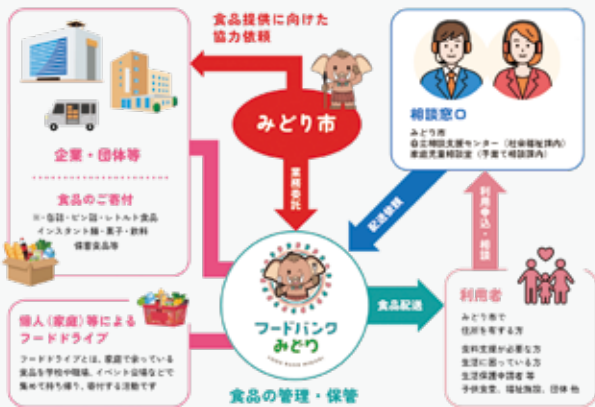 食品提供に向けた
協力依頼
みどり市
企業・団体等
食品のご寄付
米・缶詰・ビン詰・レトルト食品
インスタント麺・菓子・飲料
保存食品等
業務委託
相談窓口
みどり市
自立相談支援センター（社会福祉課内）
家庭児童相談室（子育て相談課内）
配送依頼
利用申込・相談
フードバンク
みどり
FOOD BANK MIDORI
食品の管理・保管
食品配送
個人（家庭）等による
フードドライブ
フードドライブとは、家庭で余っている
食品を学校や職場、イベント会場などで
集めて持ち寄り、寄付する活動です
利用者
みどり市で
住所を有する方
食料支援が必要な方
生活に困っている方
生活保護申請者 等
子供食堂、福祉施設、団体 他